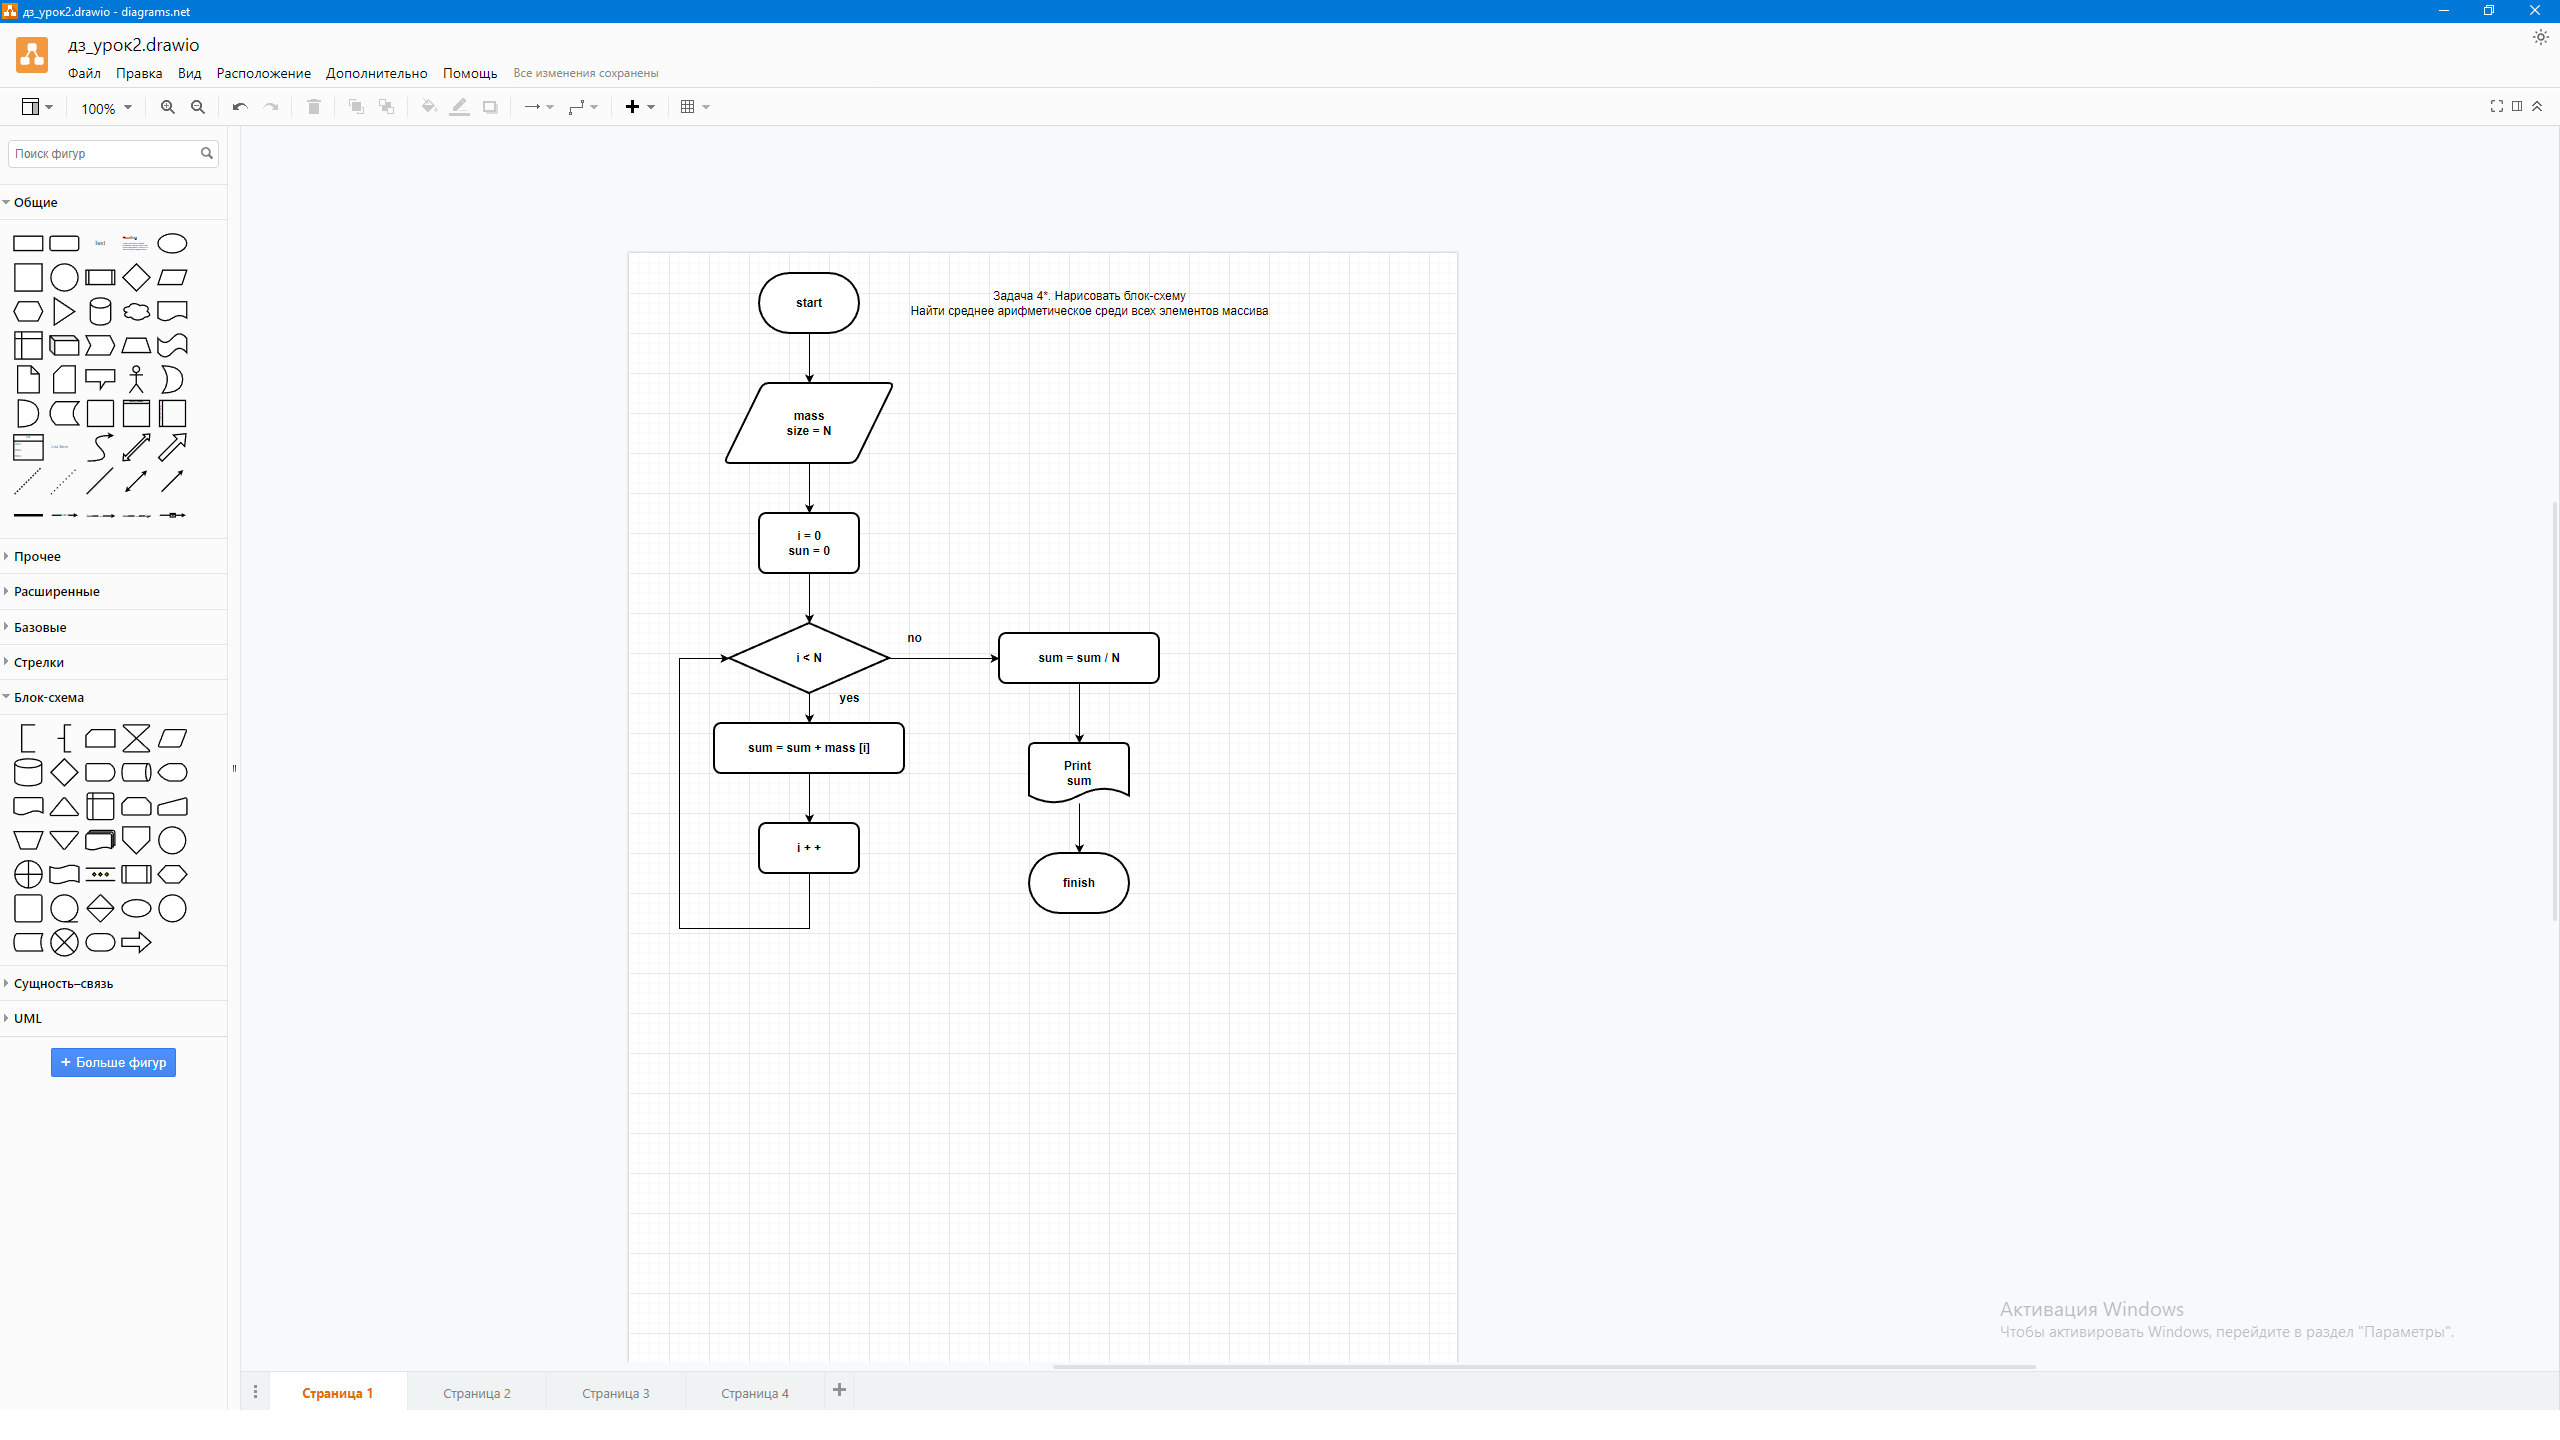 дз_урок2.drawio - diagrams.net
дз_урок2.drawio
Файл Правка Вид Расположение Дополнительно Помощь Все изменения сохранены
100%
Поиск фигур
Общие
Text
Heading
Прочее
Расширенные
Базовые
Стрелки
Блок-схема
Сущность–связь
UML
+ Больше фигур
start
Задача 4*. Нарисовать блок-схему
Найти среднее арифметическое среди всех элементов массива
mass
size = N
i = 0
sun = 0
i < N
no
yes
sum = sum / N
sum = sum + mass [i]
Print
sum
i + +
finish
Активация Windows
Чтобы активировать Windows, перейдите в раздел "Параметры".
Страница 1
Страница 2
Страница 3
Страница 4